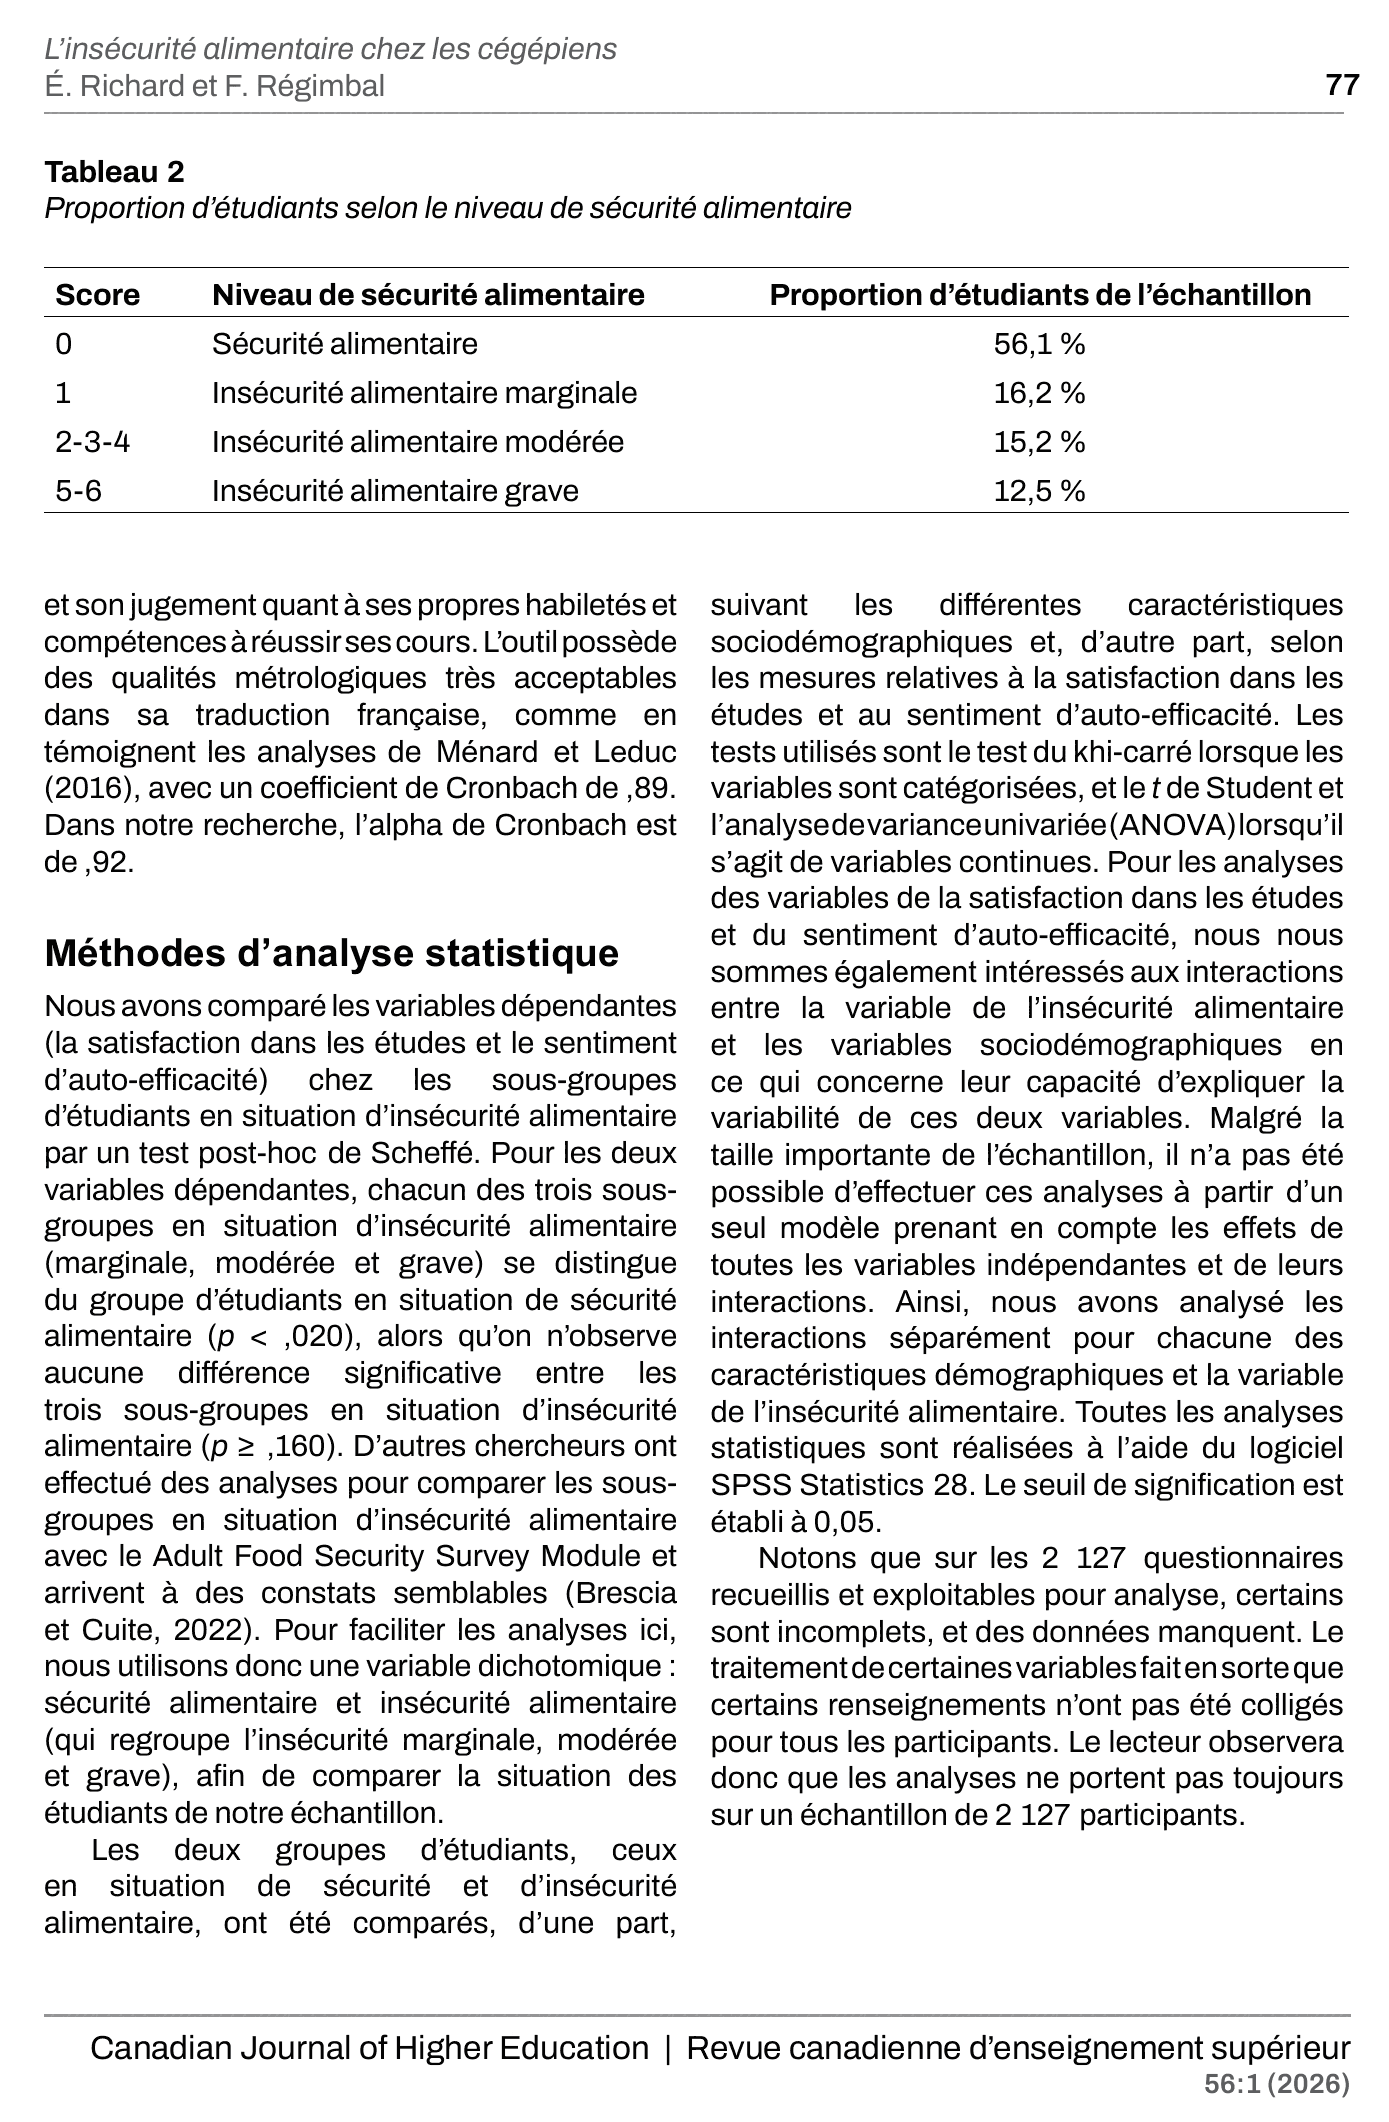 L’insécurité alimentaire chez les cégépiens
É. Richard et F. Régimbal
77
Tableau 2
Proportion d’étudiants selon le niveau de sécurité alimentaire
Score Niveau de sécurité alimentaire Proportion d’étudiants de l’échantillon
0 Sécurité alimentaire 56,1 %
1 Insécurité alimentaire marginale 16,2 %
2-3-4 Insécurité alimentaire modérée 15,2 %
5-6 Insécurité alimentaire grave 12,5 %
et son jugement quant à ses propres habiletés et
compétences à réussir ses cours. L’outil possède
des qualités métrologiques très acceptables
dans sa traduction française, comme en
témoignent les analyses de Ménard et Leduc
(2016), avec un coefficient de Cronbach de ,89.
Dans notre recherche, l’alpha de Cronbach est
de ,92.
Méthodes d’analyse statistique
Nous avons comparé les variables dépendantes
(la satisfaction dans les études et le sentiment
d’auto-efficacité) chez les sous-groupes
d’étudiants en situation d’insécurité alimentaire
par un test post-hoc de Scheffé. Pour les deux
variables dépendantes, chacun des trois sous-
groupes en situation d’insécurité alimentaire
(marginale, modérée et grave) se distingue
du groupe d’étudiants en situation de sécurité
alimentaire (p < ,020), alors qu’on n’observe
aucune différence significative entre les
trois sous-groupes en situation d’insécurité
alimentaire (p ≥ ,160). D’autres chercheurs ont
effectué des analyses pour comparer les sous-
groupes en situation d’insécurité alimentaire
avec le Adult Food Security Survey Module et
arrivent à des constats semblables (Brescia
et Cuite, 2022). Pour faciliter les analyses ici,
nous utilisons donc une variable dichotomique :
sécurité alimentaire et insécurité alimentaire
(qui regroupe l’insécurité marginale, modérée
et grave), afin de comparer la situation des
étudiants de notre échantillon.
Les deux groupes d’étudiants, ceux
en situation de sécurité et d’insécurité
alimentaire, ont été comparés, d’une part,
suivant les différentes caractéristiques
sociodémographiques et, d’autre part, selon
les mesures relatives à la satisfaction dans les
études et au sentiment d’auto-efficacité. Les
tests utilisés sont le test du khi-carré lorsque les
variables sont catégorisées, et le t de Student et
l’analyse de variance univariée (ANOVA) lorsqu’il
s’agit de variables continues. Pour les analyses
des variables de la satisfaction dans les études
et du sentiment d’auto-efficacité, nous nous
sommes également intéressés aux interactions
entre la variable de l’insécurité alimentaire
et les variables sociodémographiques en
ce qui concerne leur capacité d’expliquer la
variabilité de ces deux variables. Malgré la
taille importante de l’échantillon, il n’a pas été
possible d’effectuer ces analyses à partir d’un
seul modèle prenant en compte les effets de
toutes les variables indépendantes et de leurs
interactions. Ainsi, nous avons analysé les
interactions séparément pour chacune des
caractéristiques démographiques et la variable
de l’insécurité alimentaire. Toutes les analyses
statistiques sont réalisées à l’aide du logiciel
SPSS Statistics 28. Le seuil de signification est
établi à 0,05.
Notons que sur les 2 127 questionnaires
recueillis et exploitables pour analyse, certains
sont incomplets, et des données manquent. Le
traitement de certaines variables fait en sorte que
certains renseignements n’ont pas été colligés
pour tous les participants. Le lecteur observera
donc que les analyses ne portent pas toujours
sur un échantillon de 2 127 participants.
Canadian Journal of Higher Education | Revue canadienne d’enseignement supérieur
56:1 (2026)